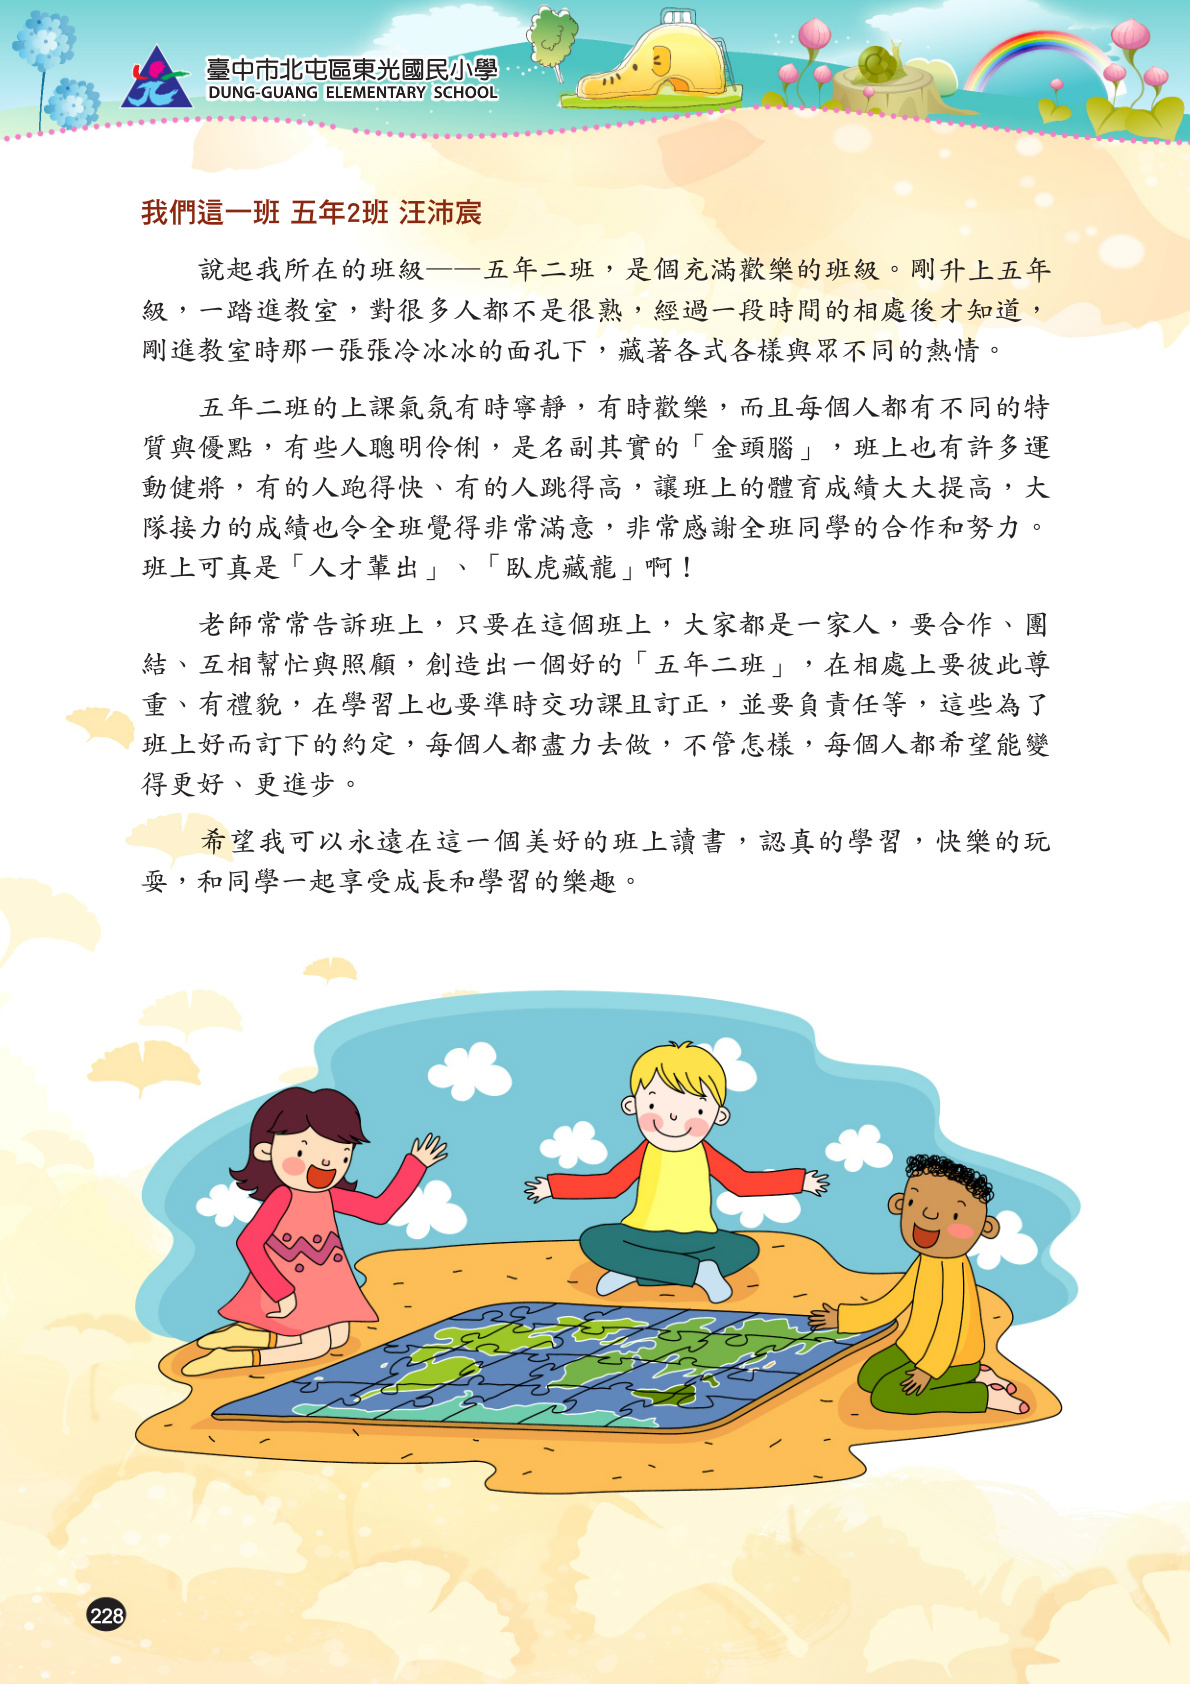 臺中市北屯區東光國民小學
DUNG-GUANG ELEMENTARY SCHOOL
我們這一班 五年2班 汪沛宸
說起我所在的班級——五年二班，是個充滿歡樂的班級。剛升上五年
級，一踏進教室，對很多人都不是很熟，經過一段時間的相處後才知道，
剛進教室時那一張張冷冰冰的面孔下，藏著各式各樣與眾不同的熱情。
五年二班的上課氣氛有時寧靜，有時歡樂，而且每個人都有不同的特
質與優點，有些人聰明伶俐，是名副其實的「金頭腦」，班上也有許多運
動健將，有的人跑得快、有的人跳得高，讓班上的體育成績大大提高，大
隊接力的成績也令全班覺得非常滿意，非常感謝全班同學的合作和努力。
班上可真是「人才輩出」、「臥虎藏龍」啊！
老師常常告訴班上，只要在這個班上，大家都是一家人，要合作、團
結、互相幫忙與照顧，創造出一個好的「五年二班」，在相處上要彼此尊
重、有禮貌，在學習上也要準時交功課且訂正，並要負責任等，這些為了
班上好而訂下的約定，每個人都盡力去做，不管怎樣，每個人都希望能變
得更好、更進步。
希望我可以永遠在這一個美好的班上讀書，認真的學習，快樂的玩
耍，和同學一起享受成長和學習的樂趣。
228